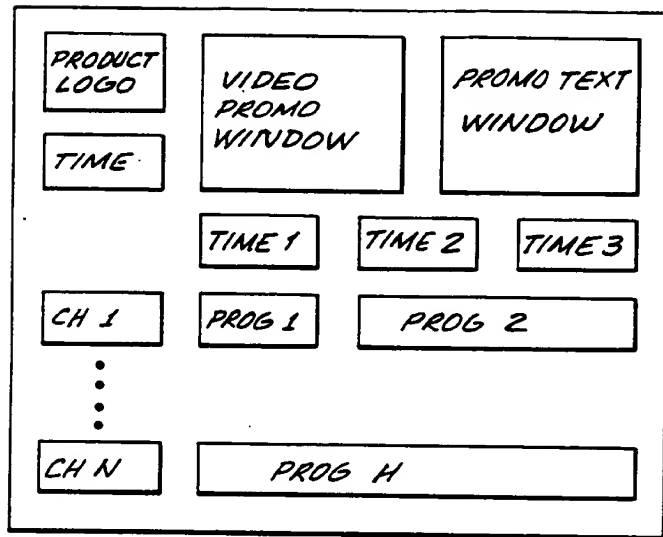 PRODUCT
LOGO
VIDEO
PROMO
WINDOW
PROMO TEXT
WINDOW
TIME
TIME 1
TIME 2
TIME 3
CH 1
PROG 1
PROG 2
CH N
PROG H